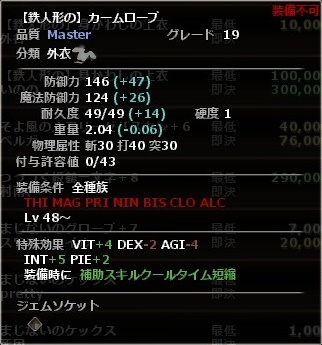 【鉄人形の】カームローブ 装備不可
品質 Master グレード 19
分類 外衣
防御力 146 (+47)
魔法防御力 124 (+26)
耐久度 49/49 (+14) 硬度 1
重量 2.04 (-0.06)
物理属性 斬30 打40 突30
付与許容値 0/43
装備条件 全種族
THI MAG PRI NIN BIS CLO ALC
Lv 48～
特殊効果 VIT+4 DEX-2 AGI-4
INT+5 PIE+2
装備時に 補助スキルクールタイム短縮
ジェムソケット